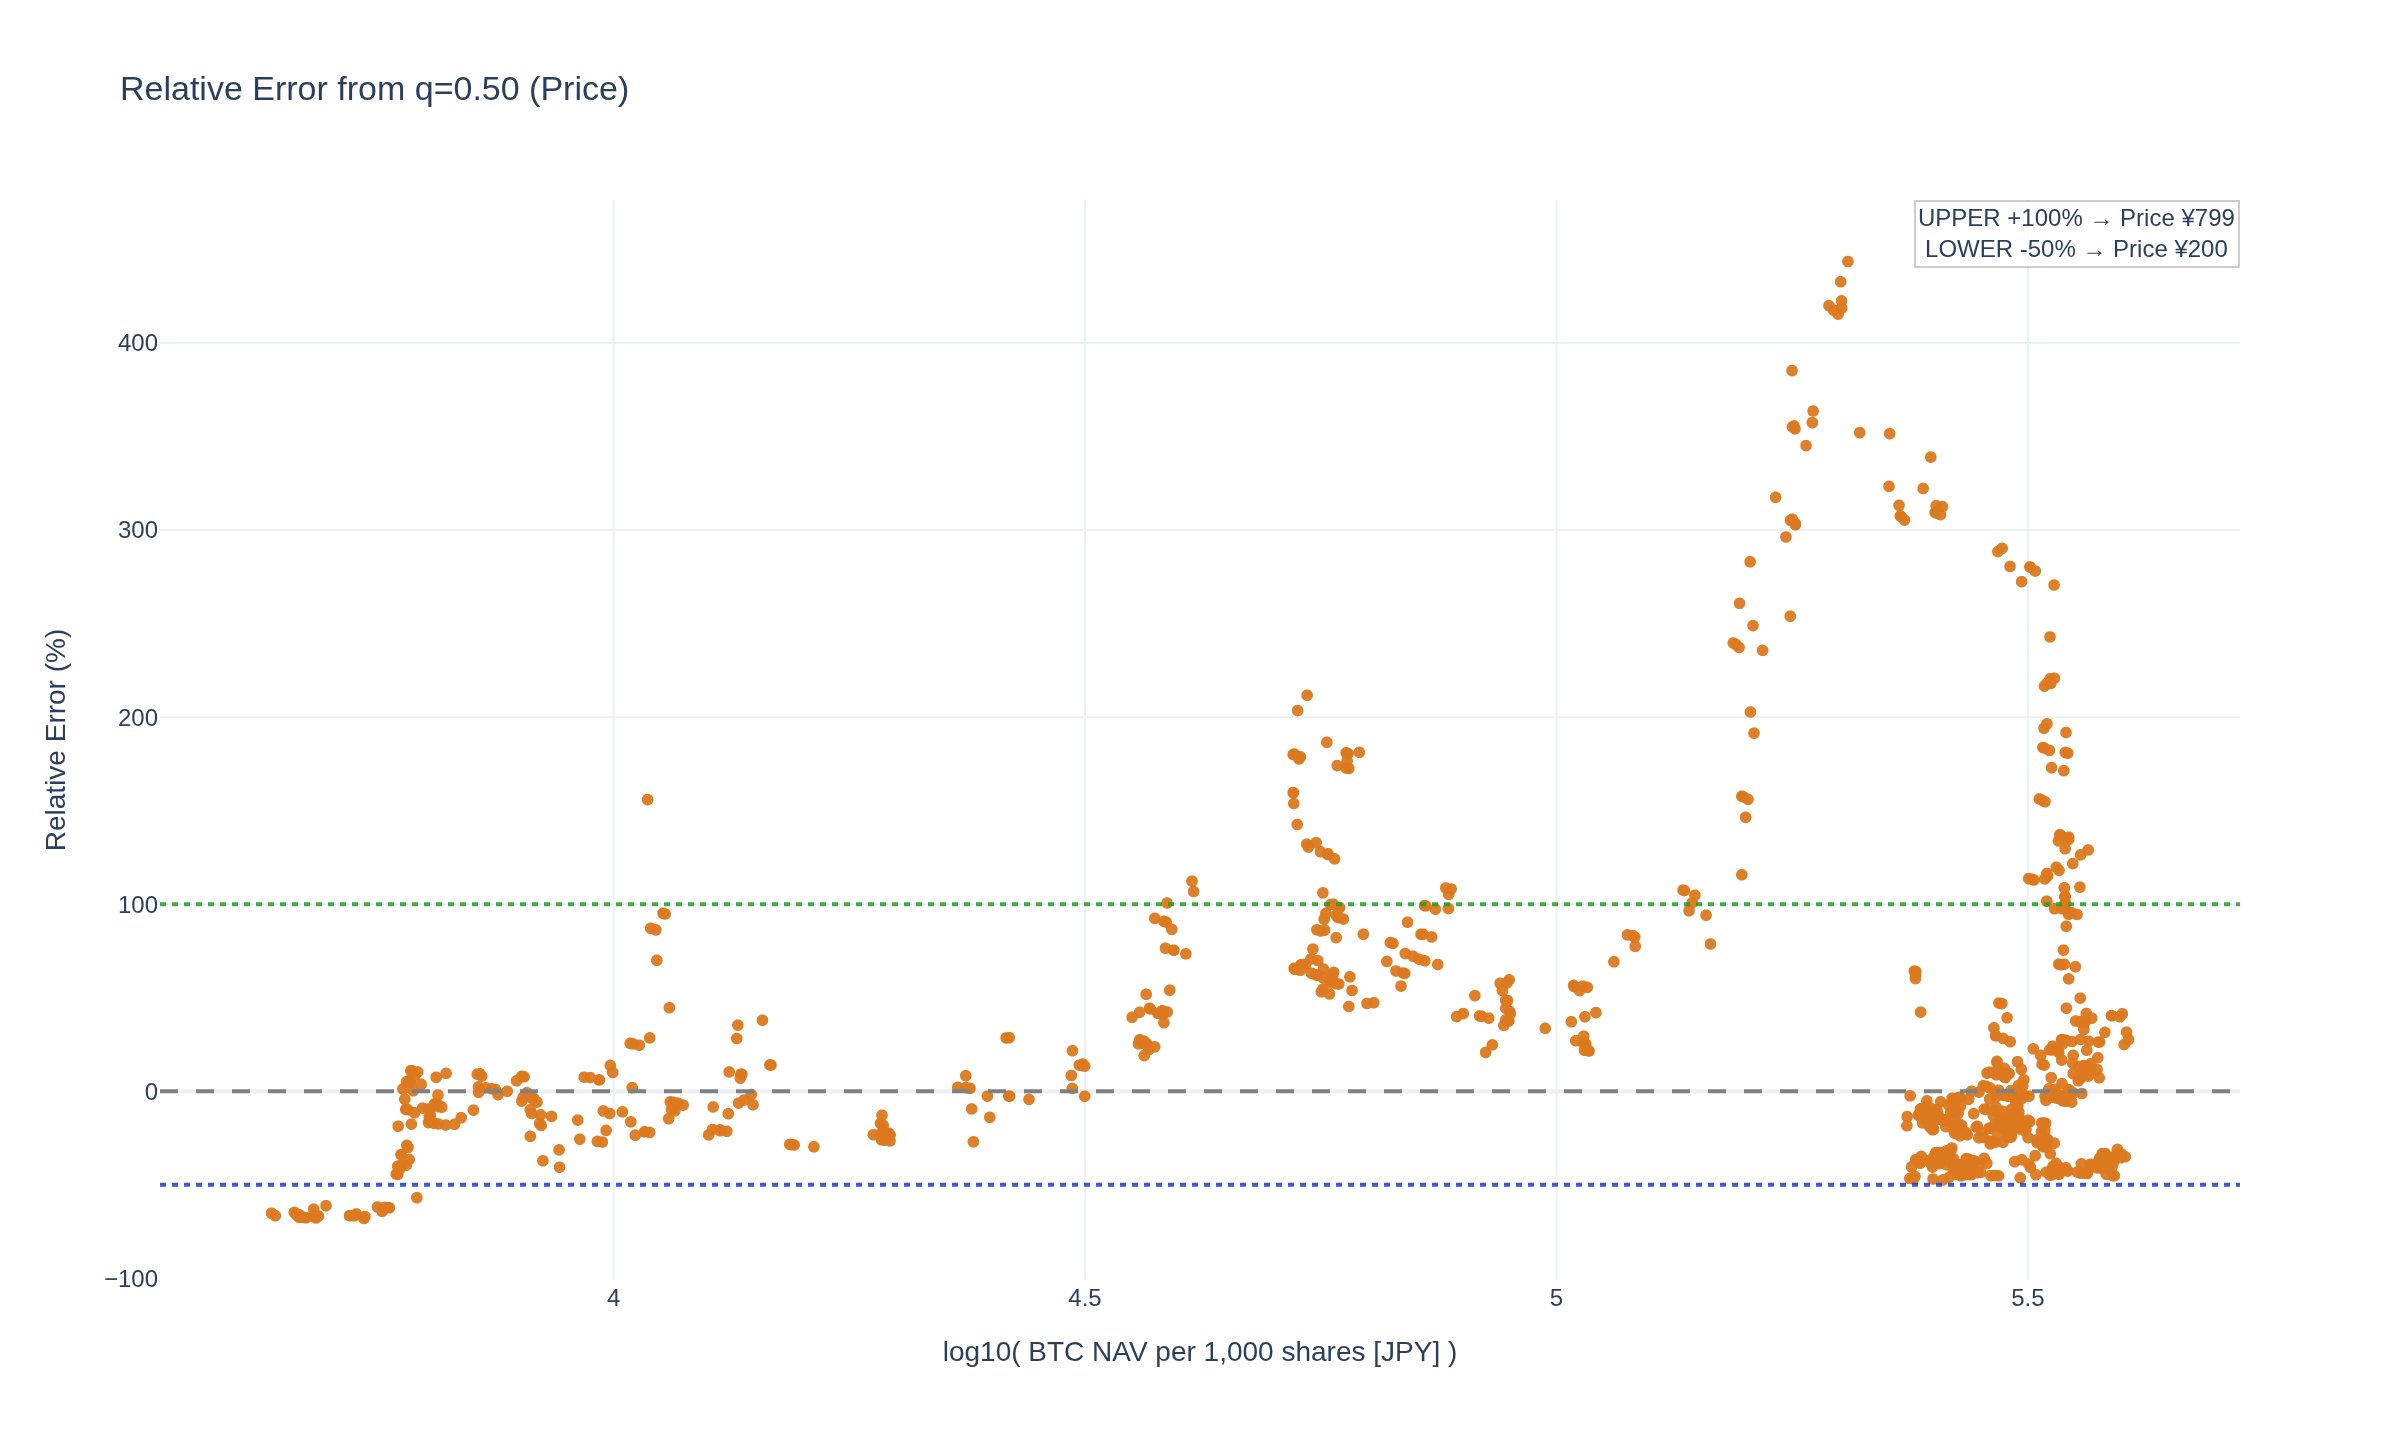 Relative Error from q=0.50 (Price)
UPPER +100% → Price ¥799
LOWER -50% → Price ¥200
400
300
200
100
0
−100
Relative Error (%)
4
4.5
5
5.5
log10( BTC NAV per 1,000 shares [JPY] )